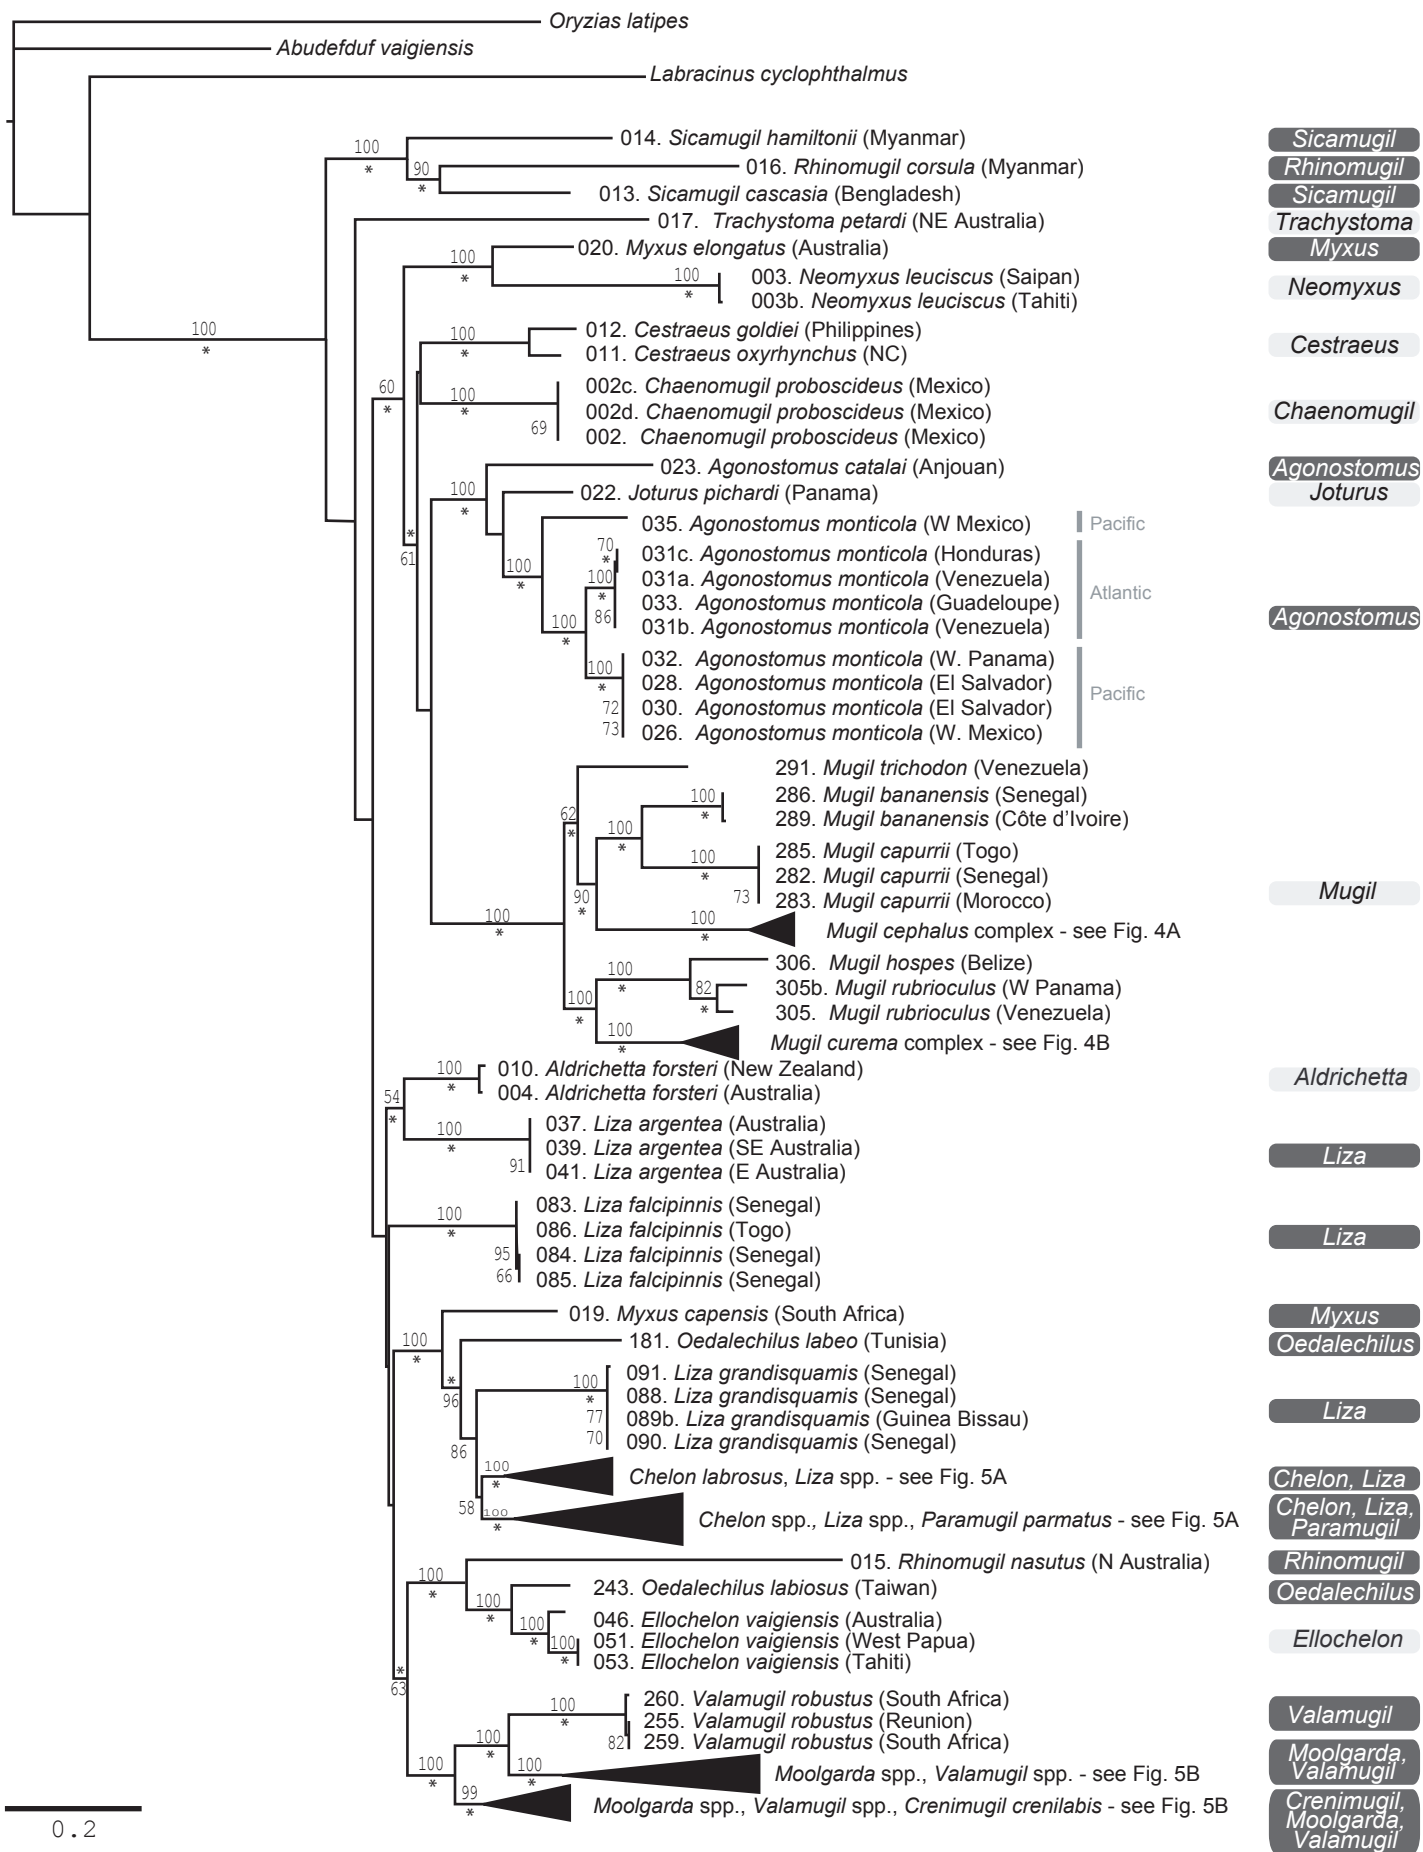 Oryzias latipes
Abudefduf vaigiensis
Labracinus cyclophthalmus
100
*
014. Sicamugil hamiltonii (Myanmar)
Sicamugil
90
*
016. Rhinomugil corsula (Myanmar)
Rhinomugil
013. Sicamugil cascasia (Bengladesh)
Sicamugil
017. Trachystoma petardi (NE Australia)
Trachystoma
100
*
020. Myxus elongatus (Australia)
Myxus
100
*
003. Neomyxus leuciscus (Saipan)
003b. Neomyxus leuciscus (Tahiti)
Neomyxus
100
*
100
*
012. Cestraeus goldiei (Philippines)
011. Cestraeus oxyrhynchus (NC)
Cestraeus
60
*
100
*
002c. Chaenomugil proboscideus (Mexico)
002d. Chaenomugil proboscideus (Mexico)
69
002. Chaenomugil proboscideus (Mexico)
Chaenomugil
100
*
023. Agonostomus catalai (Anjouan)
Agonostomus
022. Joturus pichardi (Panama)
Joturus
035. Agonostomus monticola (W Mexico)
Pacific
*
61
70
*
031c. Agonostomus monticola (Honduras)
100
*
100
*
031a. Agonostomus monticola (Venezuela)
Atlantic
033. Agonostomus monticola (Guadeloupe)
86
031b. Agonostomus monticola (Venezuela)
Agonostomus
100
*
032. Agonostomus monticola (W. Panama)
100
*
028. Agonostomus monticola (El Salvador)
Pacific
72
030. Agonostomus monticola (El Salvador)
73
026. Agonostomus monticola (W. Mexico)
291. Mugil trichodon (Venezuela)
100
*
286. Mugil bananensis (Senegal)
289. Mugil bananensis (Côte d'Ivoire)
62
*
100
*
285. Mugil capurrii (Togo)
100
*
282. Mugil capurrii (Senegal)
90
*
73
283. Mugil capurrii (Morocco)
Mugil
100
*
100
*
Mugil cephalus complex - see Fig. 4A
306. Mugil hospes (Belize)
100
*
82
*
305b. Mugil rubrioculus (W Panama)
100
*
305. Mugil rubrioculus (Venezuela)
100
*
Mugil curema complex - see Fig. 4B
100
*
010. Aldrichetta forsteri (New Zealand)
004. Aldrichetta forsteri (Australia)
Aldrichetta
54
*
037. Liza argentea (Australia)
100
*
039. Liza argentea (SE Australia)
91
041. Liza argentea (E Australia)
Liza
083. Liza falcipinnis (Senegal)
100
*
086. Liza falcipinnis (Togo)
95
084. Liza falcipinnis (Senegal)
66
085. Liza falcipinnis (Senegal)
Liza
019. Myxus capensis (South Africa)
Myxus
100
*
181. Oedalechilus labeo (Tunisia)
Oedalechilus
091. Liza grandisquamis (Senegal)
100
*
*
96
088. Liza grandisquamis (Senegal)
77
089b. Liza grandisquamis (Guinea Bissau)
70
090. Liza grandisquamis (Senegal)
Liza
86
100
*
Chelon labrosus, Liza spp. - see Fig. 5A
Chelon, Liza
58
100
*
Chelon spp., Liza spp., Paramugil parmatus - see Fig. 5A
Chelon, Liza,
Paramugil
015. Rhinomugil nasutus (N Australia)
Rhinomugil
100
*
243. Oedalechilus labiosus (Taiwan)
Oedalechilus
100
*
046. Ellochelon vaigiensis (Australia)
100
*
051. Ellochelon vaigiensis (West Papua)
100
*
053. Ellochelon vaigiensis (Tahiti)
Ellochelon
*
63
100
*
260. Valamugil robustus (South Africa)
255. Valamugil robustus (Reunion)
82
259. Valamugil robustus (South Africa)
Valamugil
100
*
100
*
Moolgarda spp., Valamugil spp. - see Fig. 5B
Moolgarda,
Valamugil
100
*
99
*
Moolgarda spp., Valamugil spp., Crenimugil crenilabis - see Fig. 5B
Crenimugil,
Moolgarda,
Valamugil
0.2